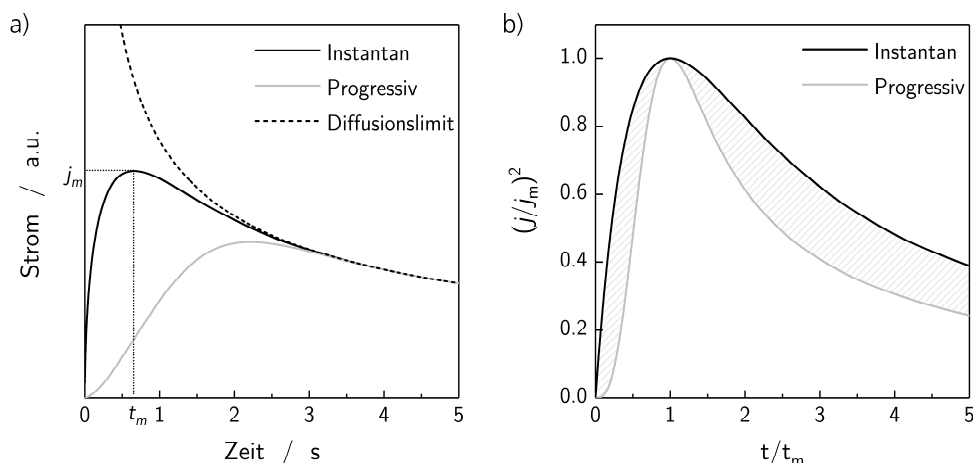 a)
Instantan
Progressiv
Diffusionslimit
j_m
Strom / a.u.
0 t_m 1 2 3 4 5
Zeit / s
b)
Instantan
Progressiv
1.0
0.8
0.6
0.4
0.2
0.0
(j/j_m)^2
0 1 2 3 4 5
t/t_m